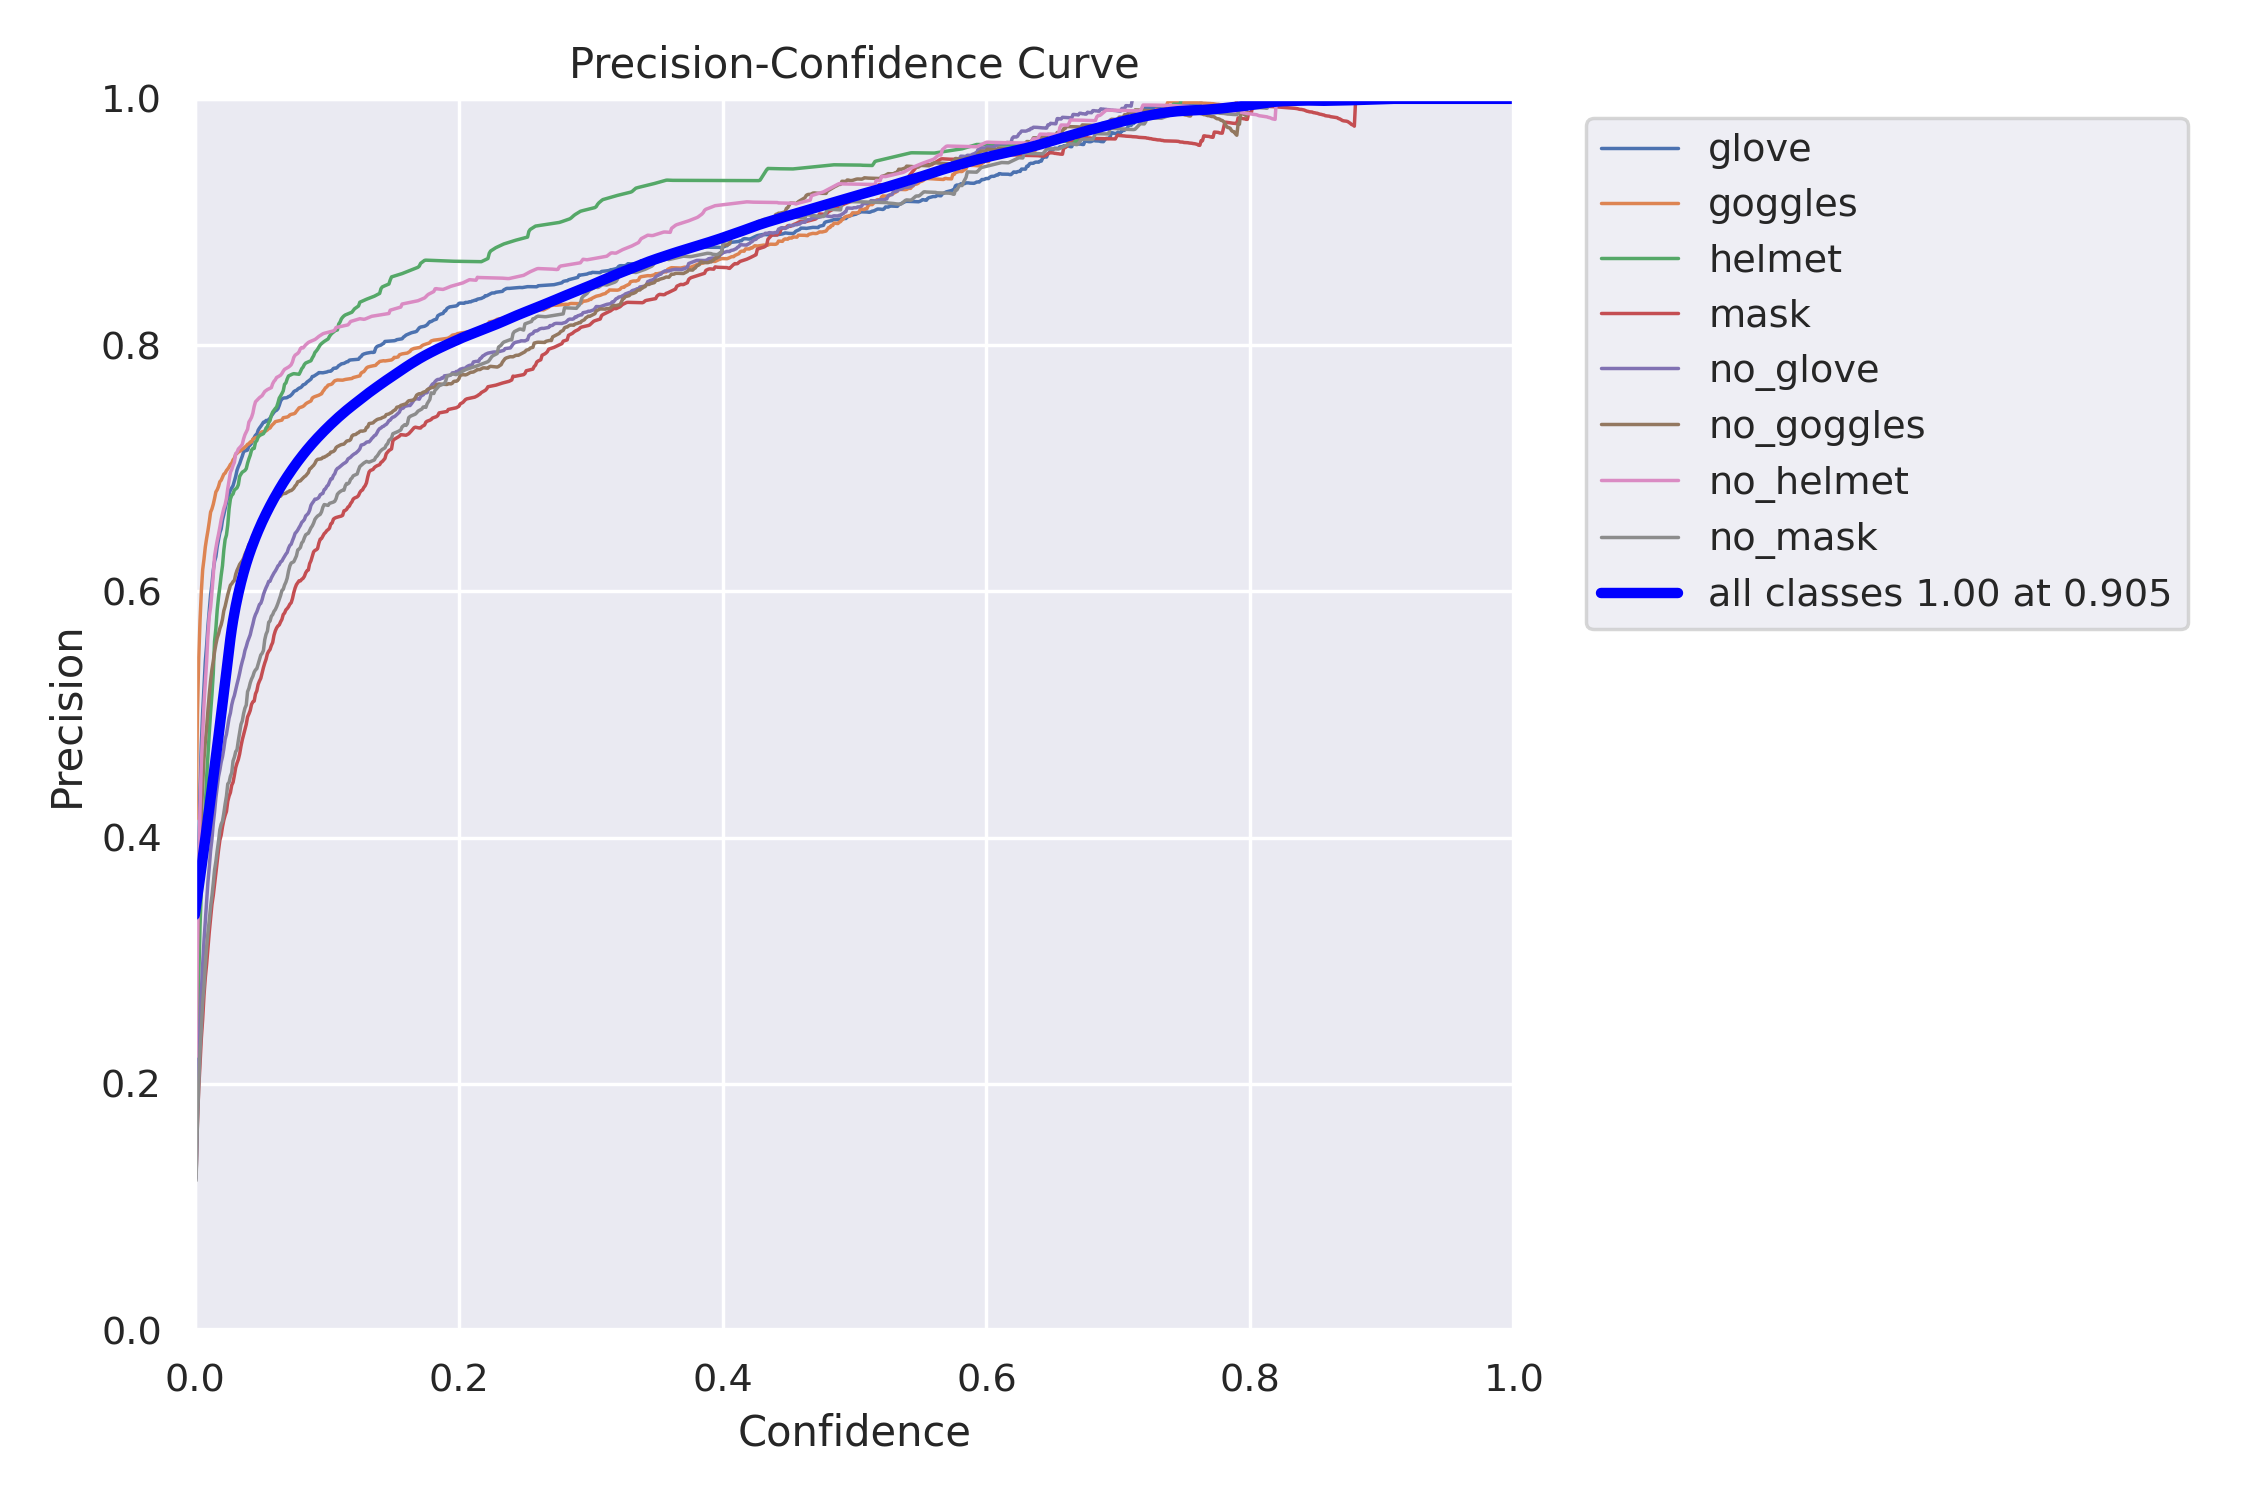 Precision-Confidence Curve
1.0
0.8
0.6
0.4
0.2
0.0
Precision
0.0 0.2 0.4 0.6 0.8 1.0
Confidence
glove
goggles
helmet
mask
no_glove
no_goggles
no_helmet
no_mask
all classes 1.00 at 0.905